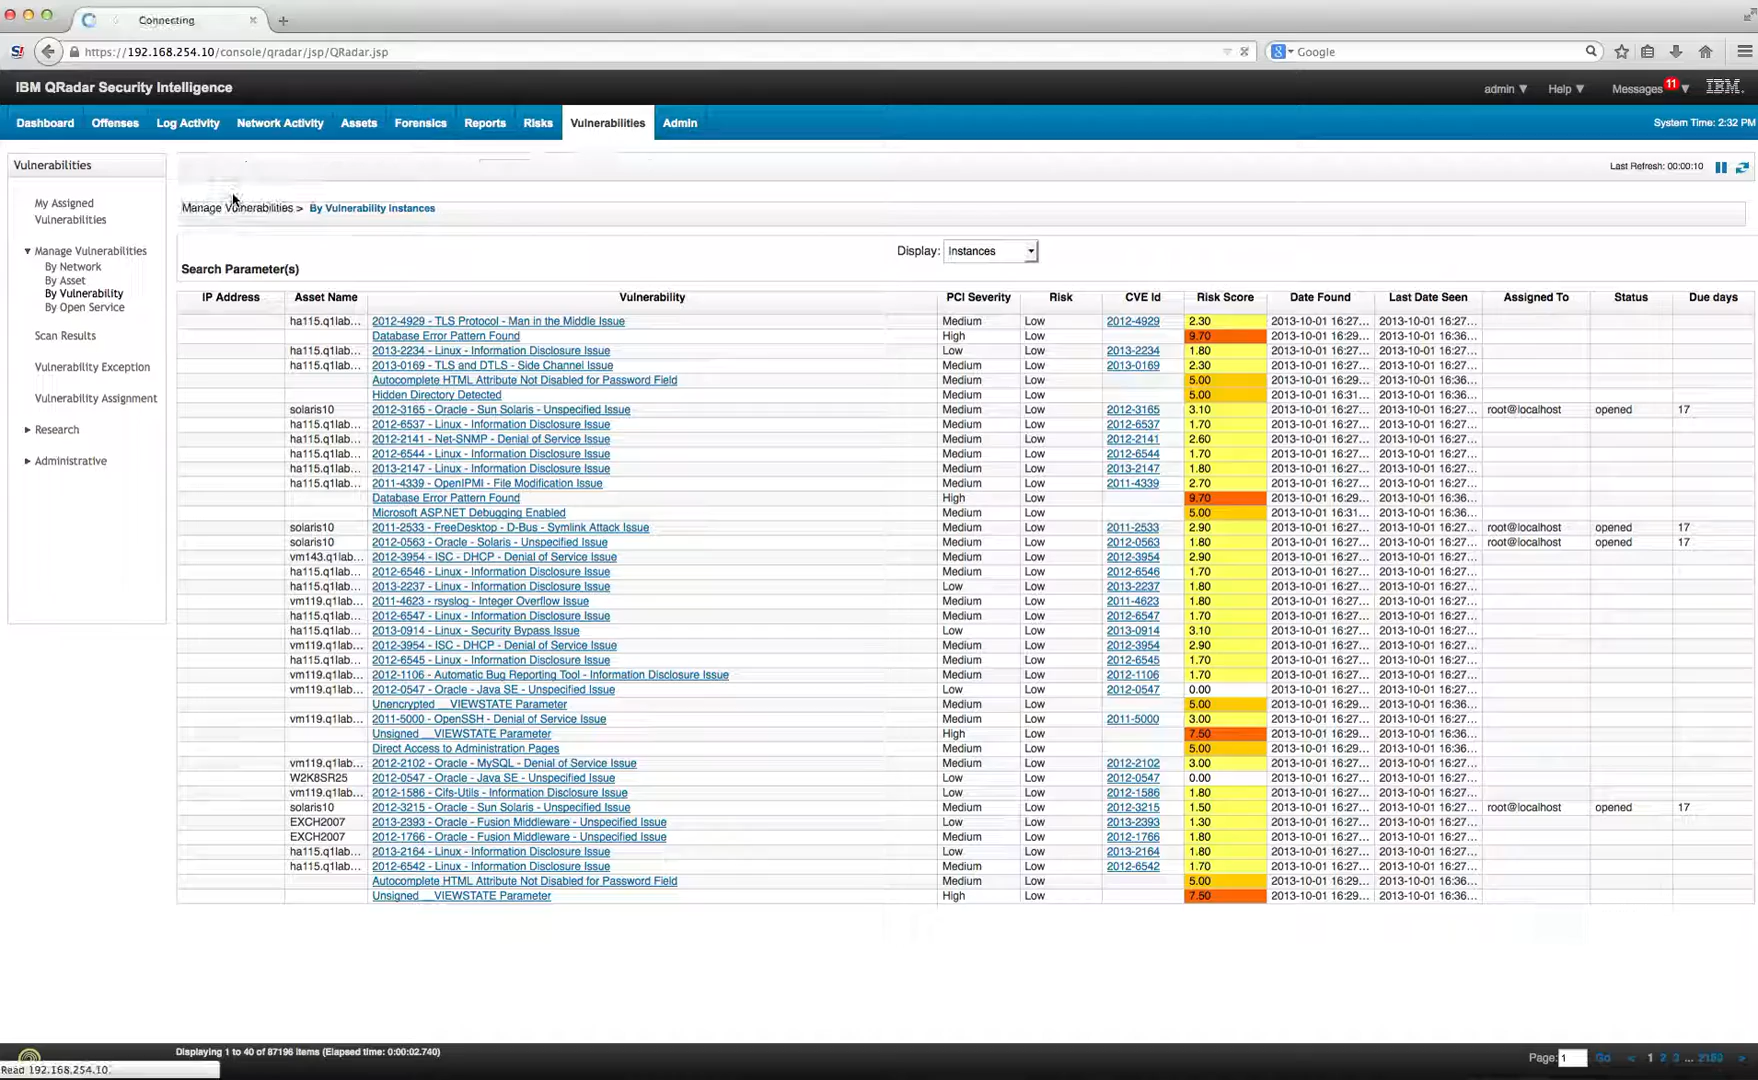 Connecting
https://192.168.254.10/console/qradar/jsp/QRadar.jsp
Google
IBM QRadar Security Intelligence
admin ▼ Help ▼ Messages 11 ▼ IBM.
Dashboard Offenses Log Activity Network Activity Assets Forensics Reports Risks Vulnerabilities Admin System Time: 2:32 PM
Vulnerabilities
Last Refresh: 00:00:10
My Assigned
Vulnerabilities
Manage Vulnerabilities
By Network
By Asset
By Vulnerability
By Open Service
Scan Results
Vulnerability Exception
Vulnerability Assignment
Research
Administrative
Manage Vulnerabilities > By Vulnerability Instances
Display: Instances
Search Parameter(s)
IP Address Asset Name Vulnerability PCI Severity Risk CVE Id Risk Score Date Found Last Date Seen Assigned To Status Due days
ha115.q1lab... 2012-4929 - TLS Protocol - Man in the Middle Issue Medium Low 2012-4929 2.30 2013-10-01 16:27... 2013-10-01 16:27...
Database Error Pattern Found High Low 9.70 2013-10-01 16:29... 2013-10-01 16:36...
ha115.q1lab... 2013-2234 - Linux - Information Disclosure Issue Low Low 2013-2234 1.80 2013-10-01 16:27... 2013-10-01 16:27...
ha115.q1lab... 2013-0169 - TLS and DTLS - Side Channel Issue Medium Low 2013-0169 2.30 2013-10-01 16:27... 2013-10-01 16:27...
Autocomplete HTML Attribute Not Disabled for Password Field Medium Low 5.00 2013-10-01 16:29... 2013-10-01 16:36...
Hidden Directory Detected Medium Low 5.00 2013-10-01 16:31... 2013-10-01 16:36...
solaris10 2012-3165 - Oracle - Sun Solaris - Unspecified Issue Medium Low 2012-3165 3.10 2013-10-01 16:27... 2013-10-01 16:27... root@localhost opened 17
ha115.q1lab... 2012-6537 - Linux - Information Disclosure Issue Medium Low 2012-6537 1.70 2013-10-01 16:27... 2013-10-01 16:27...
ha115.q1lab... 2012-2141 - Net-SNMP - Denial of Service Issue Medium Low 2012-2141 2.60 2013-10-01 16:27... 2013-10-01 16:27...
ha115.q1lab... 2012-6544 - Linux - Information Disclosure Issue Medium Low 2012-6544 1.70 2013-10-01 16:27... 2013-10-01 16:27...
ha115.q1lab... 2013-2147 - Linux - Information Disclosure Issue Medium Low 2013-2147 1.80 2013-10-01 16:27... 2013-10-01 16:27...
ha115.q1lab... 2011-4339 - OpenIPMI - File Modification Issue Medium Low 2011-4339 2.70 2013-10-01 16:27... 2013-10-01 16:27...
Database Error Pattern Found High Low 9.70 2013-10-01 16:29... 2013-10-01 16:36...
Microsoft ASP.NET Debugging Enabled Medium Low 5.00 2013-10-01 16:31... 2013-10-01 16:36...
solaris10 2011-2533 - FreeDesktop - D-Bus - Symlink Attack Issue Medium Low 2011-2533 2.90 2013-10-01 16:27... 2013-10-01 16:27... root@localhost opened 17
solaris10 2012-0563 - Oracle - Solaris - Unspecified Issue Medium Low 2012-0563 1.80 2013-10-01 16:27... 2013-10-01 16:27... root@localhost opened 17
vm143.q1lab... 2012-3954 - ISC - DHCP - Denial of Service Issue Medium Low 2012-3954 2.90 2013-10-01 16:27... 2013-10-01 16:27...
ha115.q1lab... 2012-6546 - Linux - Information Disclosure Issue Medium Low 2012-6546 1.70 2013-10-01 16:27... 2013-10-01 16:27...
ha115.q1lab... 2013-2237 - Linux - Information Disclosure Issue Low Low 2013-2237 1.80 2013-10-01 16:27... 2013-10-01 16:27...
vm119.q1lab... 2011-4623 - rsyslog - Integer Overflow Issue Medium Low 2011-4623 1.80 2013-10-01 16:27... 2013-10-01 16:27...
ha115.q1lab... 2012-6547 - Linux - Information Disclosure Issue Medium Low 2012-6547 1.70 2013-10-01 16:27... 2013-10-01 16:27...
ha115.q1lab... 2013-0914 - Linux - Security Bypass Issue Low Low 2013-0914 3.10 2013-10-01 16:27... 2013-10-01 16:27...
vm119.q1lab... 2012-3954 - ISC - DHCP - Denial of Service Issue Medium Low 2012-3954 2.90 2013-10-01 16:27... 2013-10-01 16:27...
ha115.q1lab... 2012-6545 - Linux - Information Disclosure Issue Medium Low 2012-6545 1.70 2013-10-01 16:27... 2013-10-01 16:27...
vm119.q1lab... 2012-1106 - Automatic Bug Reporting Tool - Information Disclosure Issue Medium Low 2012-1106 1.70 2013-10-01 16:27... 2013-10-01 16:27...
vm119.q1lab... 2012-0547 - Oracle - Java SE - Unspecified Issue Low Low 2012-0547 0.00 2013-10-01 16:27... 2013-10-01 16:27...
Unencrypted __VIEWSTATE Parameter Medium Low 5.00 2013-10-01 16:29... 2013-10-01 16:36...
vm119.q1lab... 2011-5000 - OpenSSH - Denial of Service Issue Medium Low 2011-5000 3.00 2013-10-01 16:27... 2013-10-01 16:27...
Unsigned __VIEWSTATE Parameter High Low 7.50 2013-10-01 16:29... 2013-10-01 16:36...
Direct Access to Administration Pages Medium Low 5.00 2013-10-01 16:29... 2013-10-01 16:36...
vm119.q1lab... 2012-2102 - Oracle - MySQL - Denial of Service Issue Medium Low 2012-2102 3.00 2013-10-01 16:27... 2013-10-01 16:27...
W2K8SR25 2012-0547 - Oracle - Java SE - Unspecified Issue Low Low 2012-0547 0.00 2013-10-01 16:27... 2013-10-01 16:27...
vm119.q1lab... 2012-1586 - Cifs-Utils - Information Disclosure Issue Low Low 2012-1586 1.80 2013-10-01 16:27... 2013-10-01 16:27...
solaris10 2012-3215 - Oracle - Sun Solaris - Unspecified Issue Medium Low 2012-3215 1.50 2013-10-01 16:27... 2013-10-01 16:27... root@localhost opened 17
EXCH2007 2013-2393 - Oracle - Fusion Middleware - Unspecified Issue Low Low 2013-2393 1.30 2013-10-01 16:27... 2013-10-01 16:27...
EXCH2007 2012-1766 - Oracle - Fusion Middleware - Unspecified Issue Medium Low 2012-1766 1.80 2013-10-01 16:27... 2013-10-01 16:27...
ha115.q1lab... 2013-2164 - Linux - Information Disclosure Issue Low Low 2013-2164 1.80 2013-10-01 16:27... 2013-10-01 16:27...
ha115.q1lab... 2012-6542 - Linux - Information Disclosure Issue Medium Low 2012-6542 1.70 2013-10-01 16:27... 2013-10-01 16:27...
Autocomplete HTML Attribute Not Disabled for Password Field Medium Low 5.00 2013-10-01 16:29... 2013-10-01 16:36...
Unsigned __VIEWSTATE Parameter High Low 7.50 2013-10-01 16:29... 2013-10-01 16:36...
Displaying 1 to 40 of 87196 items (Elapsed time: 0:00:02.740)
Page: 1 Go < 1 2 3 ... >
Read 192.168.254.10